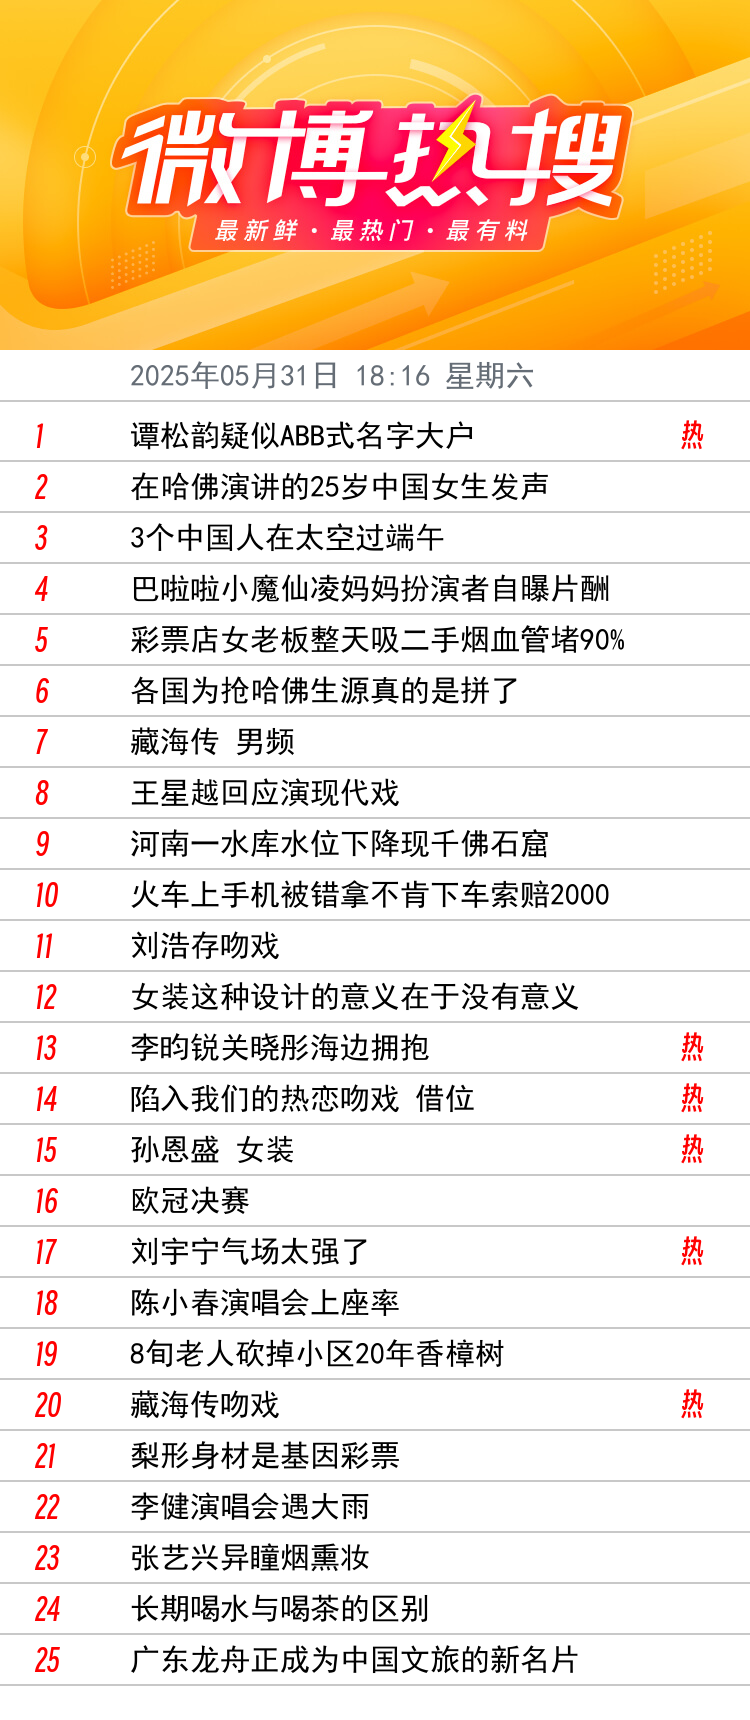 微博热搜
最新鲜·最热门·最有料
2025年05月31日 18:16 星期六
1 谭松韵疑似ABB式名字大户 热
2 在哈佛演讲的25岁中国女生发声
3 3个中国人在太空过端午
4 巴啦啦小魔仙凌妈妈扮演者自曝片酬
5 彩票店女老板整天吸二手烟血管堵90%
6 各国为抢哈佛生源真的是拼了
7 藏海传 男频
8 王星越回应演现代戏
9 河南一水库水位下降现千佛石窟
10 火车上手机被错拿不肯下车索赔2000
11 刘浩存吻戏
12 女装这种设计的意义在于没有意义
13 李昀锐关晓彤海边拥抱 热
14 陷入我们的热恋吻戏 借位 热
15 孙恩盛 女装 热
16 欧冠决赛
17 刘宇宁气场太强了 热
18 陈小春演唱会上座率
19 8旬老人砍掉小区20年香樟树
20 藏海传吻戏 热
21 梨形身材是基因彩票
22 李健演唱会遇大雨
23 张艺兴异瞳烟熏妆
24 长期喝水与喝茶的区别
25 广东龙舟正成为中国文旅的新名片